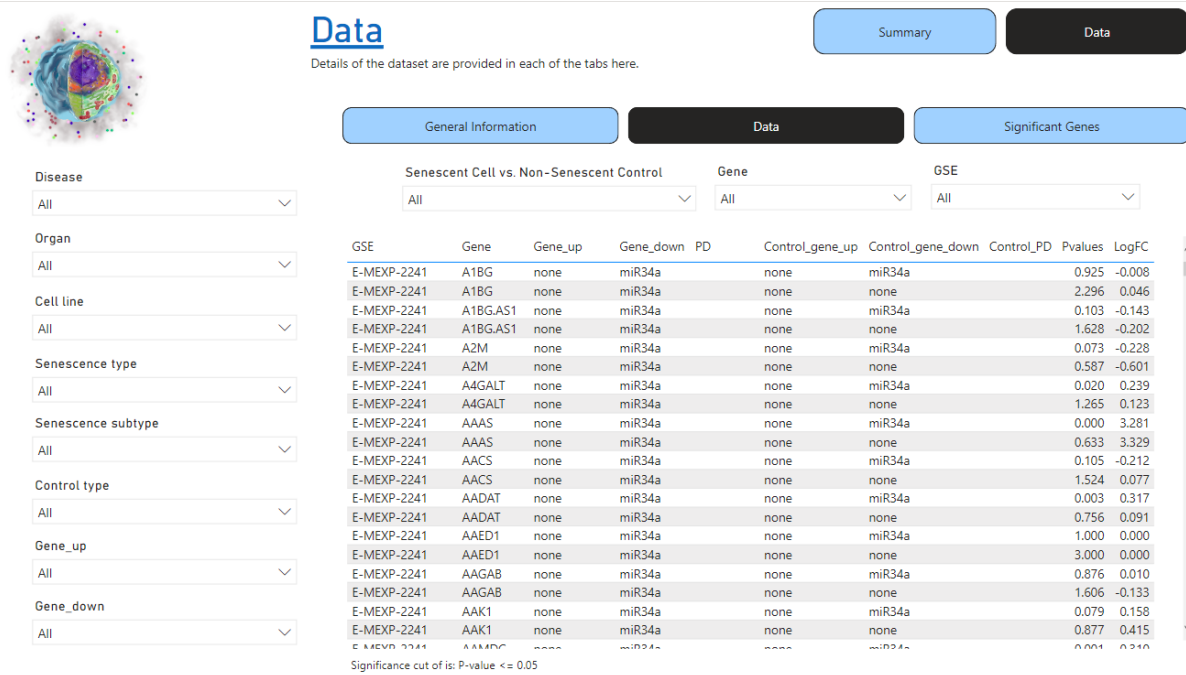 Data
Summary
Data
Details of the dataset are provided in each of the tabs here.
General Information
Data
Significant Genes
Disease
All
Organ
All
Cell line
All
Senescence type
All
Senescence subtype
All
Control type
All
Gene_up
All
Gene_down
All
Senescent Cell vs. Non-Senescent Control
All
Gene
All
GSE
All
GSE Gene Gene_up Gene_down PD Control_gene_up Control_gene_down Control_PD Pvalues LogFC
E-MEXP-2241 A1BG none miR34a none miR34a 0.925 -0.008
E-MEXP-2241 A1BG none miR34a none none 2.296 0.046
E-MEXP-2241 A1BG.AS1 none miR34a none miR34a 0.103 -0.143
E-MEXP-2241 A1BG.AS1 none miR34a none none 1.628 -0.202
E-MEXP-2241 A2M none miR34a none miR34a 0.073 -0.228
E-MEXP-2241 A2M none miR34a none none 0.587 -0.601
E-MEXP-2241 A4GALT none miR34a none miR34a 0.020 0.239
E-MEXP-2241 A4GALT none miR34a none none 1.265 0.123
E-MEXP-2241 AAAS none miR34a none miR34a 0.000 3.281
E-MEXP-2241 AAAS none miR34a none none 0.633 3.329
E-MEXP-2241 AACS none miR34a none miR34a 0.105 -0.212
E-MEXP-2241 AACS none miR34a none none 1.524 0.077
E-MEXP-2241 AADAT none miR34a none miR34a 0.003 0.317
E-MEXP-2241 AADAT none miR34a none none 0.756 0.091
E-MEXP-2241 AAED1 none miR34a none miR34a 1.000 0.000
E-MEXP-2241 AAED1 none miR34a none none 3.000 0.000
E-MEXP-2241 AAGAB none miR34a none miR34a 0.876 0.010
E-MEXP-2241 AAGAB none miR34a none none 1.606 -0.133
E-MEXP-2241 AAK1 none miR34a none miR34a 0.079 0.158
E-MEXP-2241 AAK1 none miR34a none none 0.877 0.415
Significance cut of is: P-value <= 0.05